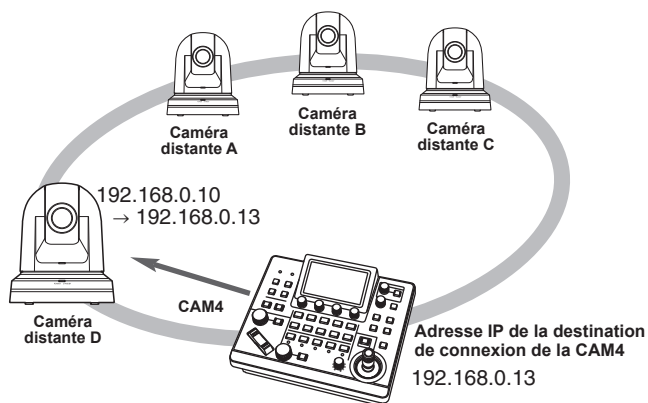 Caméra
distante A
Caméra
distante B
Caméra
distante C
192.168.0.10
→ 192.168.0.13
CAM4
Caméra
distante D
Adresse IP de la destination
de connexion de la CAM4
192.168.0.13